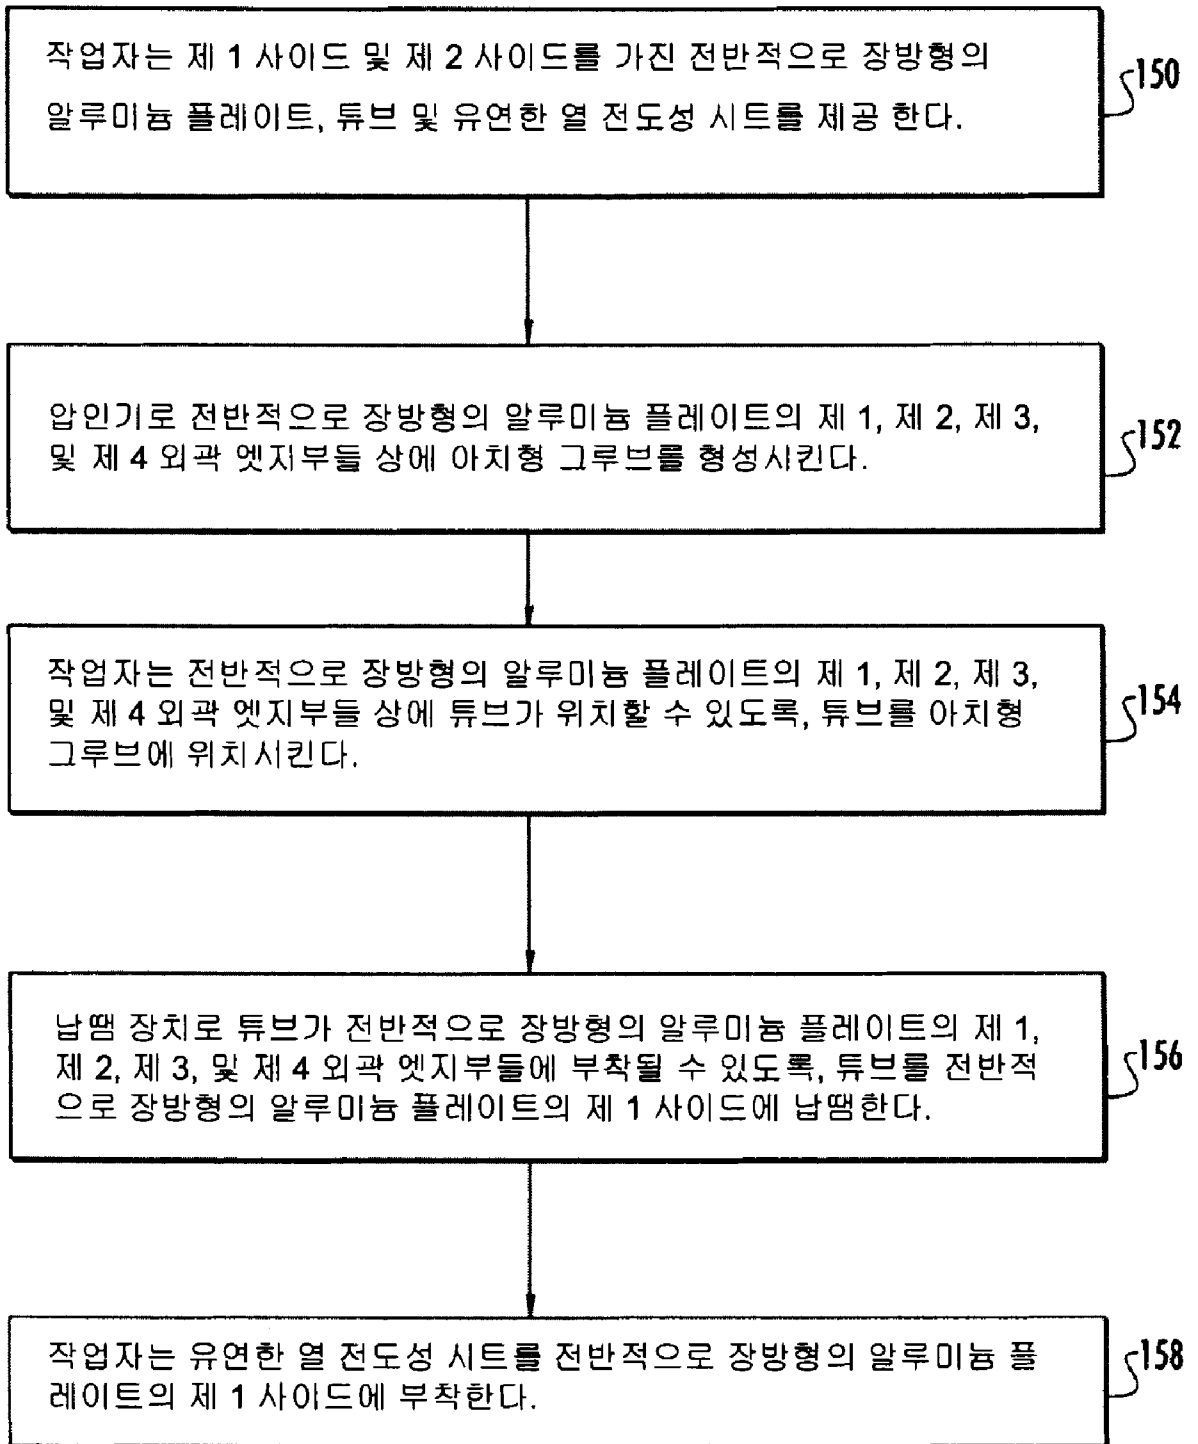 작업자는 제 1 사이드 및 제 2 사이드를 가진 전반적으로 장방형의
알루미늄 플레이트, 튜브 및 유연한 열 전도성 시트를 제공 한다.
150
압인기로 전반적으로 장방형의 알루미늄 플레이트의 제 1, 제 2, 제 3,
및 제 4 외곽 엣지부들 상에 아치형 그루브를 형성시킨다.
152
작업자는 전반적으로 장방형의 알루미늄 플레이트의 제 1, 제 2, 제 3,
및 제 4 외곽 엣지부들 상에 튜브가 위치할 수 있도록, 튜브를 아치형
그루브에 위치시킨다.
154
납땜 장치로 튜브가 전반적으로 장방형의 알루미늄 플레이트의 제 1,
제 2, 제 3, 및 제 4 외곽 엣지부들에 부착될 수 있도록, 튜브를 전반적
으로 장방형의 알루미늄 플레이트의 제 1 사이드에 납땜한다.
156
작업자는 유연한 열 전도성 시트를 전반적으로 장방형의 알루미늄 플
레이트의 제 1 사이드에 부착한다.
158